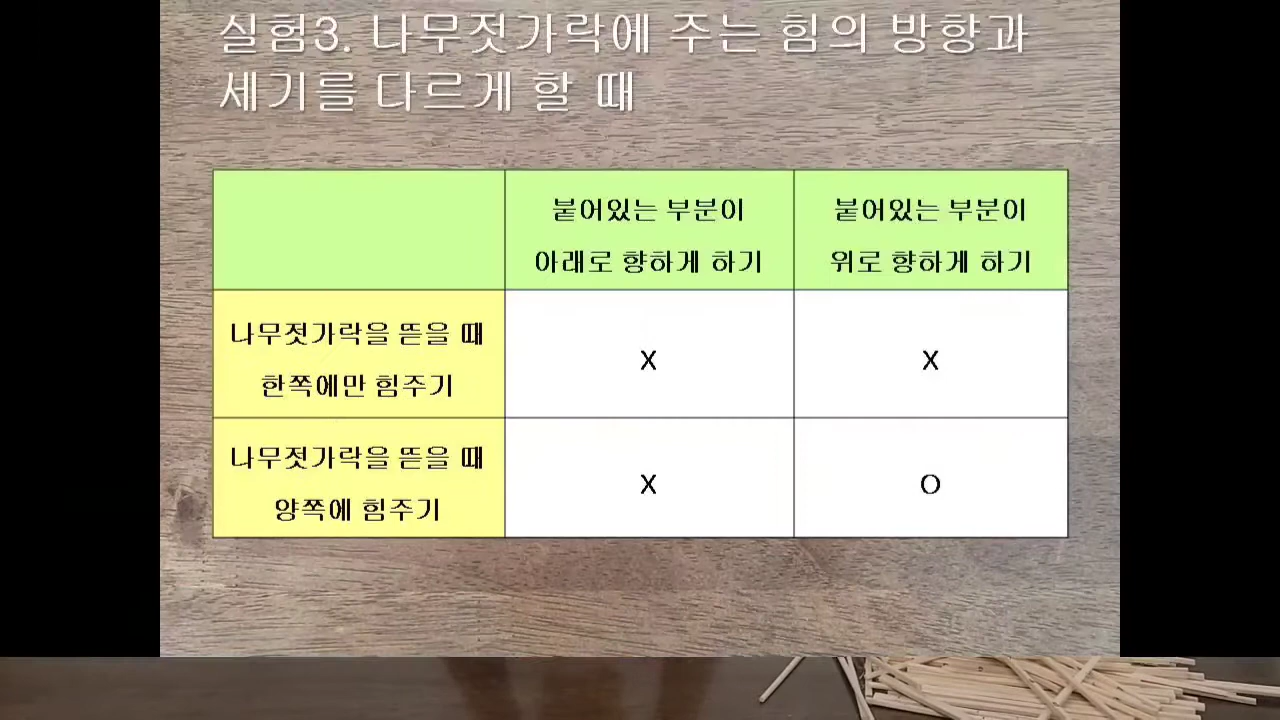 실험3. 나무젓가락에 주는 힘의 방향과
세기를 다르게 할 때
붙어있는 부분이
아래로 향하게 하기
붙어있는 부분이
위로 향하게 하기
나무젓가락을 뜯을 때
한쪽에만 힘주기
X
X
나무젓가락을 뜯을 때
양쪽에 힘주기
X
O